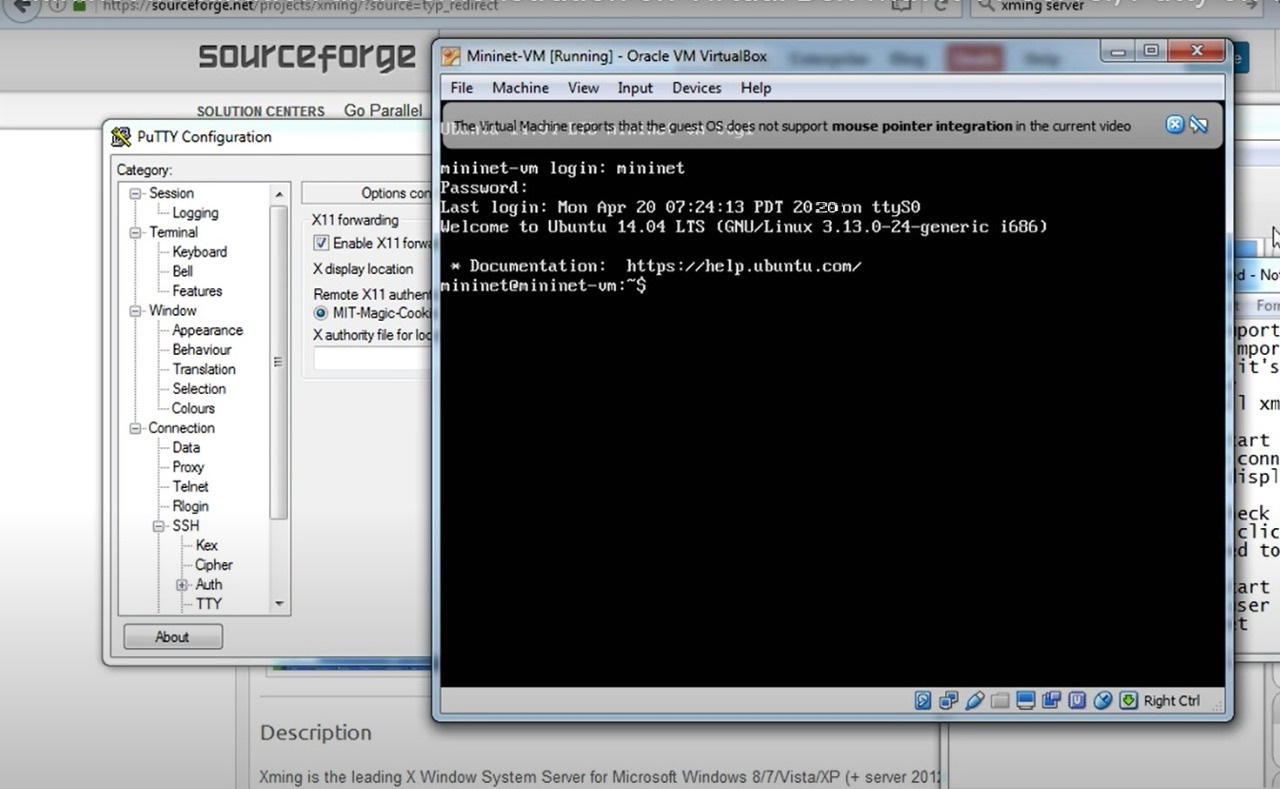 https://sourceforge.net/projects/xming/?source=typ_redirect
xming server
sourceforge
SOLUTION CENTERS Go Parallel
Mininet-VM [Running] - Oracle VM VirtualBox
File Machine View Input Devices Help
The Virtual Machine reports that the guest OS does not support mouse pointer integration in the current video
mininet-vm login: mininet
Password:
Last login: Mon Apr 20 07:24:13 PDT 2020 on ttyS0
Welcome to Ubuntu 14.04 LTS (GNU/Linux 3.13.0-24-generic i686)
* Documentation: https://help.ubuntu.com/
mininet@mininet-vm:~$
Right Ctrl
PuTTY Configuration
Category:
Session
Logging
Terminal
Keyboard
Bell
Features
Window
Appearance
Behaviour
Translation
Selection
Colours
Connection
Data
Proxy
Telnet
Rlogin
SSH
Kex
Cipher
Auth
TTY
About
Options con
X11 forwarding
Enable X11 forwa
X display location
Remote X11 authent
MIT-Magic-Cooki
X authority file for loc
Description
Xming is the leading X Window System Server for Microsoft Windows 8/7/Vista/XP (+ server 2012